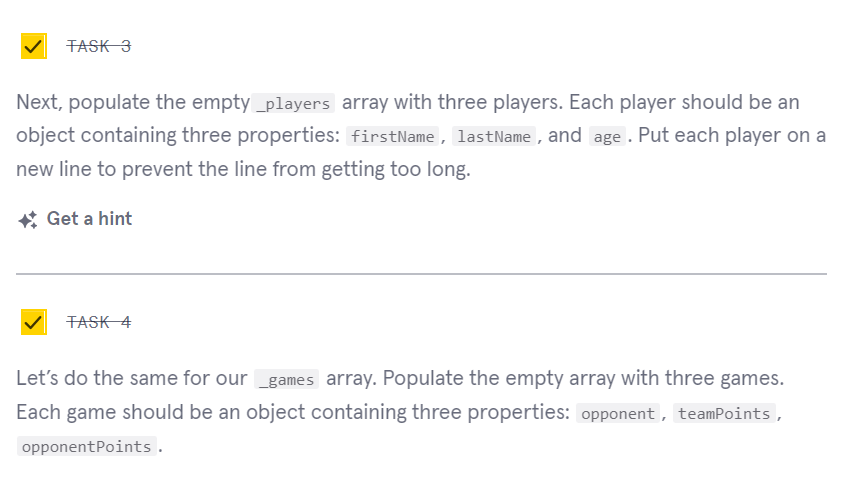 TASK 3
Next, populate the empty _players array with three players. Each player should be an
object containing three properties: firstName, lastName, and age. Put each player on a
new line to prevent the line from getting too long.
Get a hint
TASK 4
Let’s do the same for our _games array. Populate the empty array with three games.
Each game should be an object containing three properties: opponent, teamPoints,
opponentPoints.